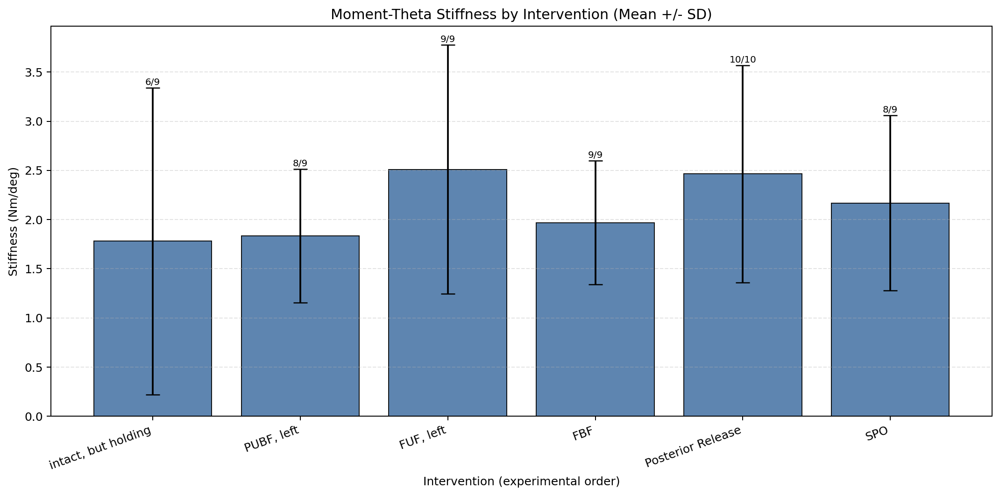 Moment-Theta Stiffness by Intervention (Mean +/- SD)
9/9
10/10
6/9
8/9
9/9
8/9
3.5
3.0
2.5
2.0
1.5
1.0
0.5
0.0
Stiffness (Nm/deg)
intact, but holding
PUBF, left
FUF, left
FBF
Posterior Release
SPO
Intervention (experimental order)